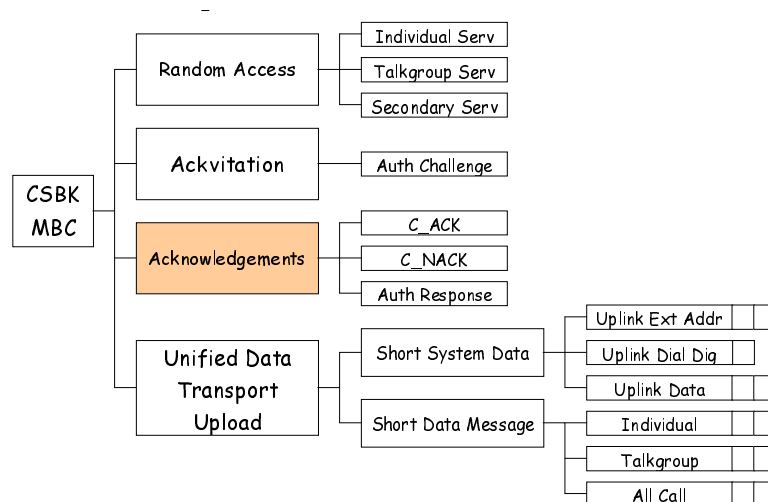 Individual Serv
Random Access
Talkgroup Serv
Secondary Serv
Ackvitation
Auth Challenge
CSBK
MBC
C_ACK
Acknowledgements
C_NACK
Auth Response
Unified Data
Transport
Upload
Short System Data
Uplink Ext Addr
Uplink Dial Dig
Uplink Data
Short Data Message
Individual
Talkgroup
All Call